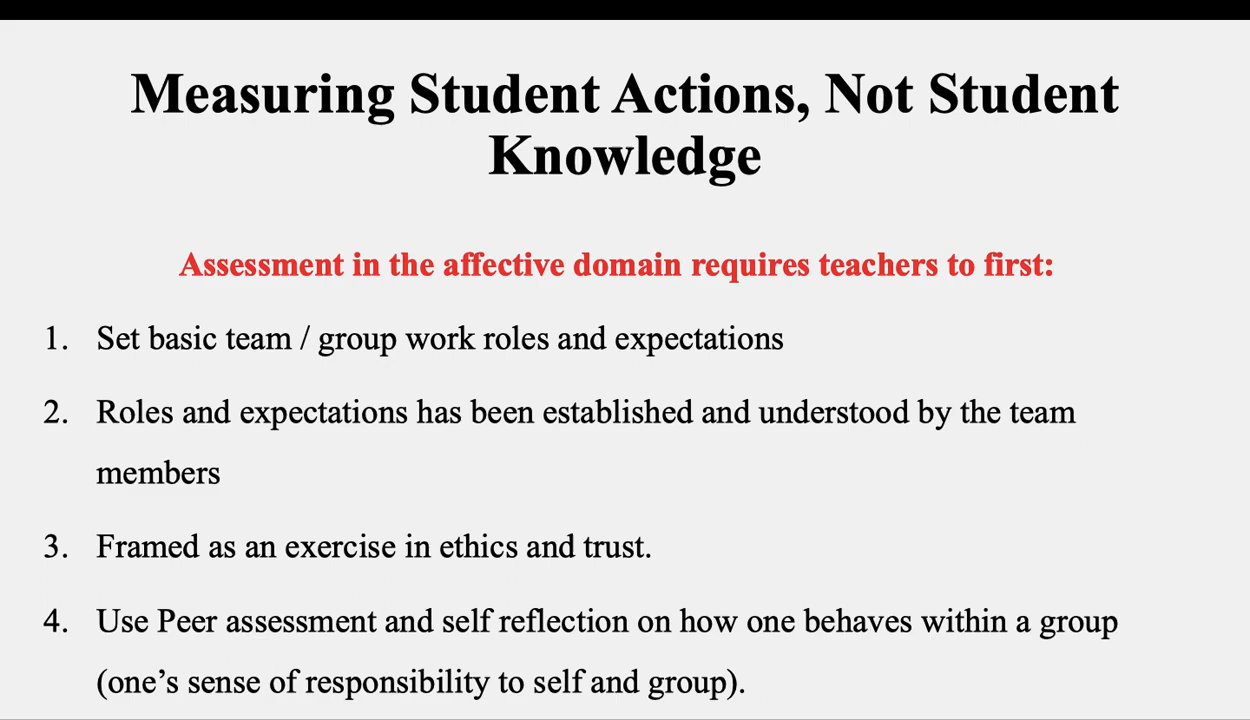 Measuring Student Actions, Not Student
Knowledge
Assessment in the affective domain requires teachers to first:
1. Set basic team / group work roles and expectations
2. Roles and expectations has been established and understood by the team
members
3. Framed as an exercise in ethics and trust.
4. Use Peer assessment and self reflection on how one behaves within a group
(one’s sense of responsibility to self and group).